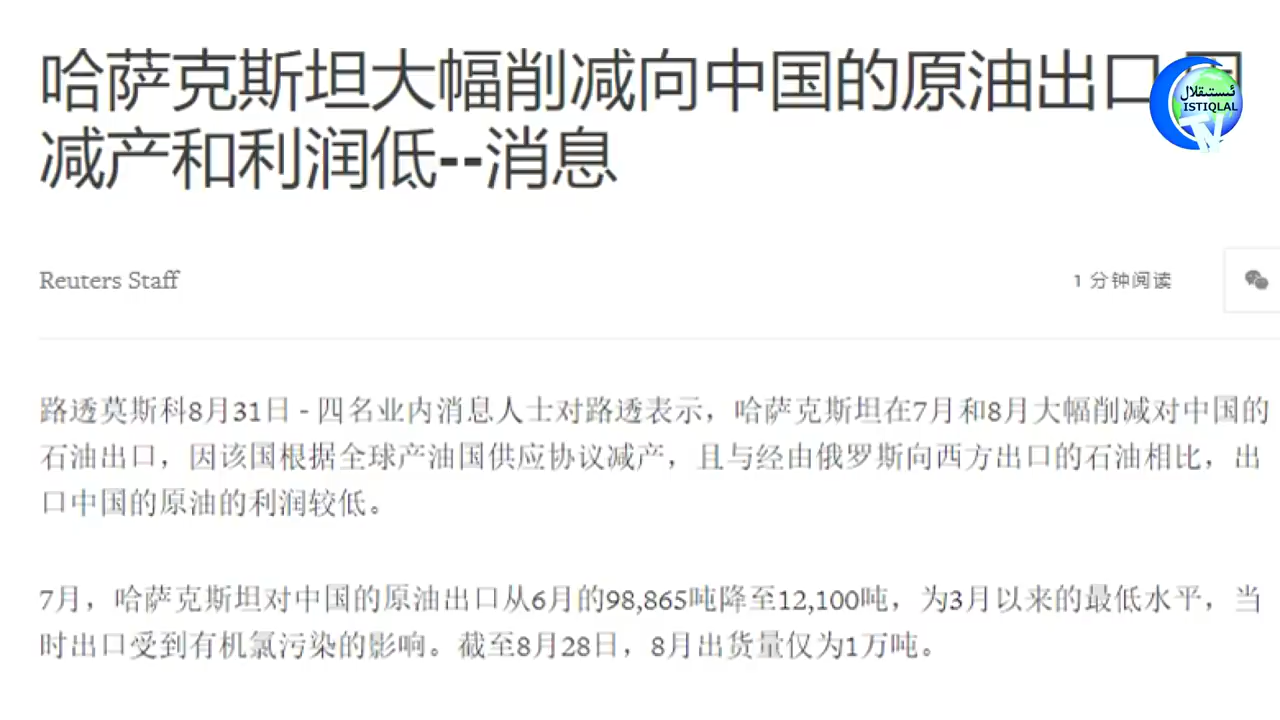 哈萨克斯坦大幅削减向中国的原油出口
减产和利润低--消息
ئىستىقلال
ISTIQLAL
TV
Reuters Staff
1 分钟阅读
路透莫斯科8月31日 - 四名业内消息人士对路透表示，哈萨克斯坦在7月和8月大幅削减对中国的
石油出口，因该国根据全球产油国供应协议减产，且与经由俄罗斯向西方出口的石油相比，出
口中国的原油的利润较低。
7月，哈萨克斯坦对中国的原油出口从6月的98,865吨降至12,100吨，为3月以来的最低水平，当
时出口受到有机氯污染的影响。截至8月28日，8月出货量仅为1万吨。